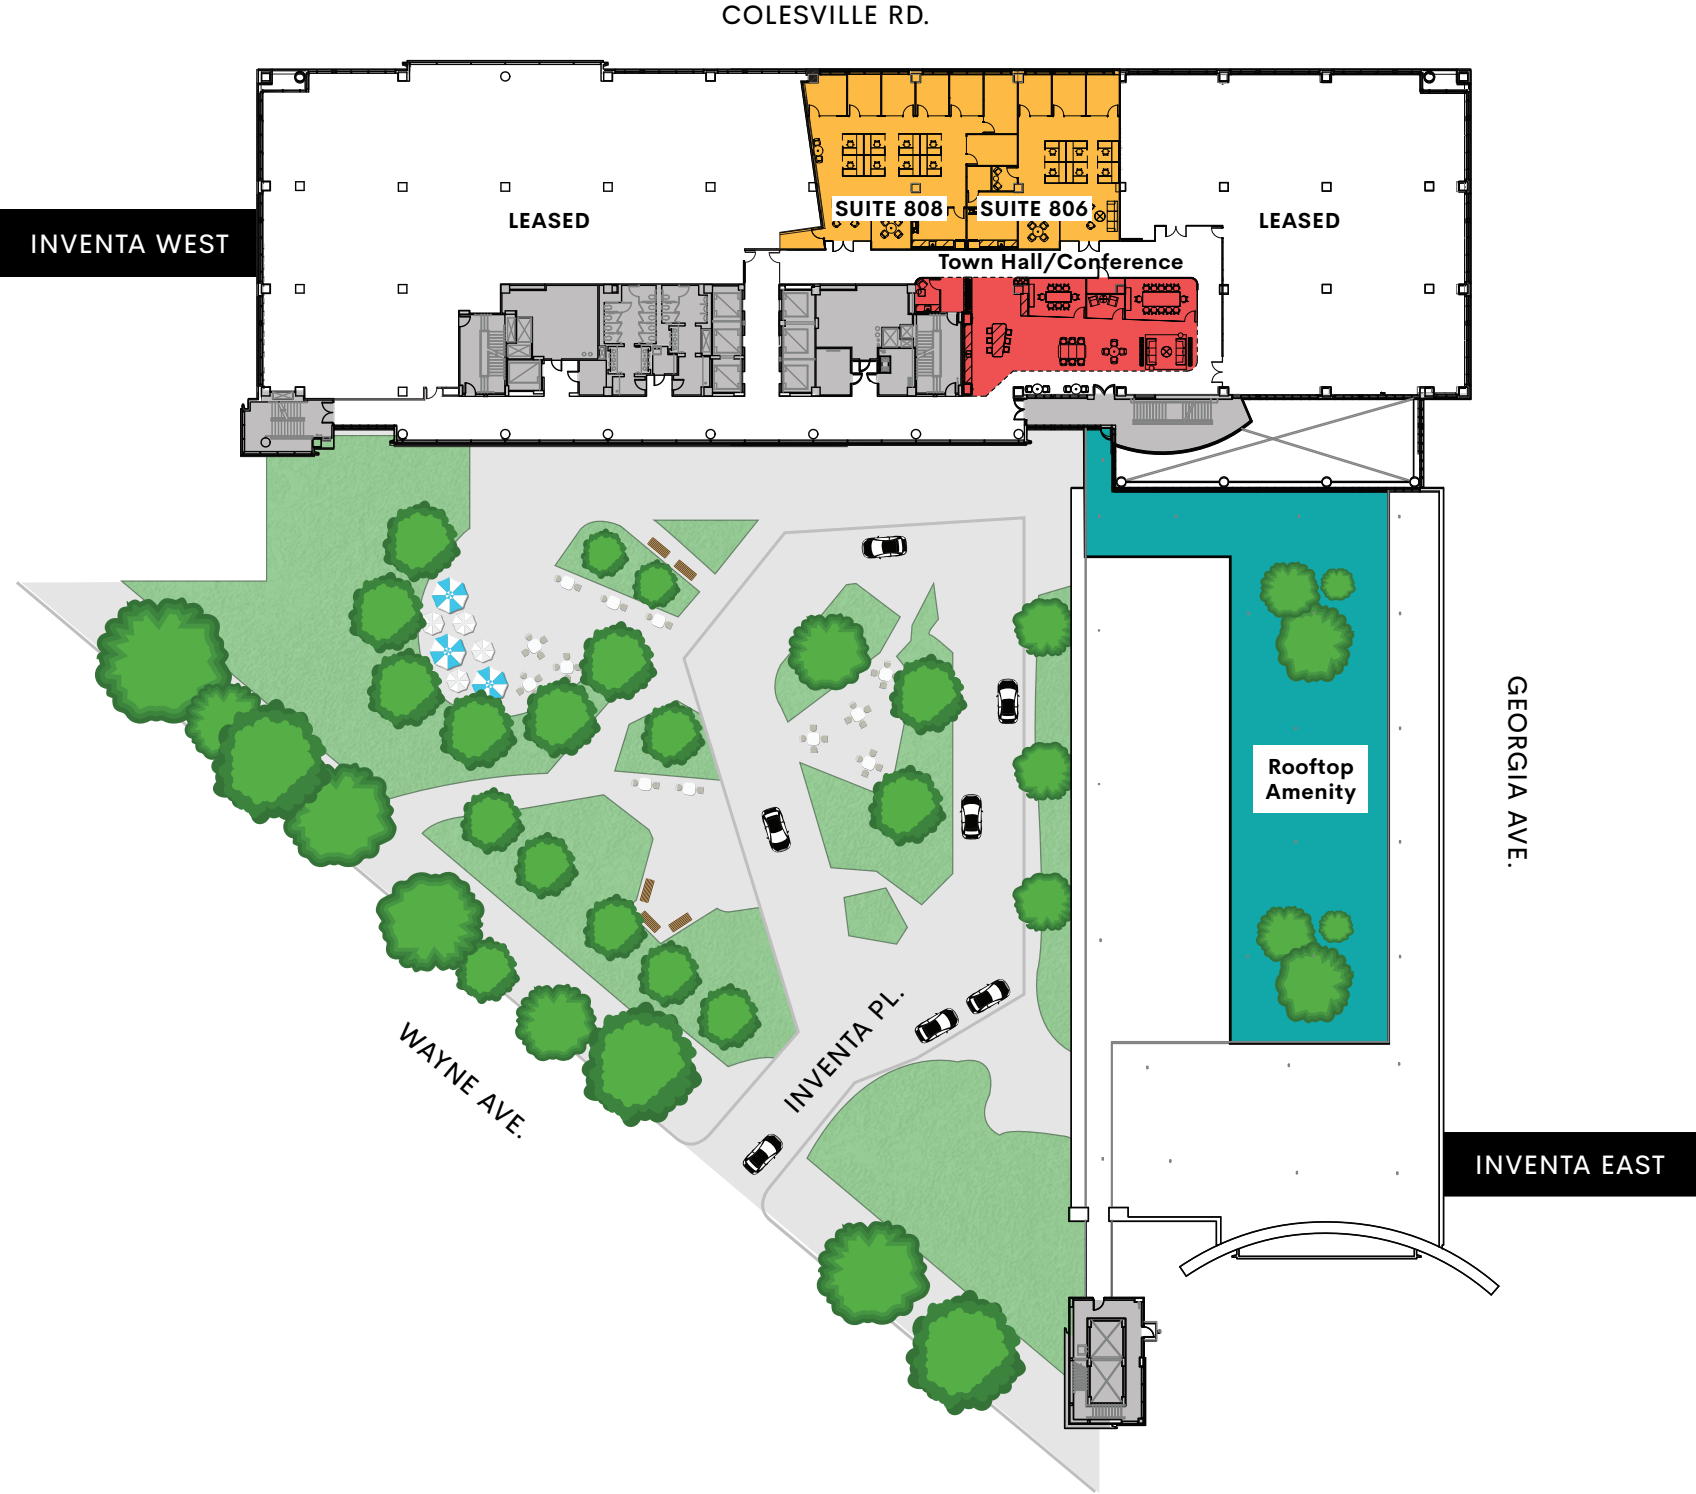 COLESVILLE RD.
SUITE 808
SUITE 806
LEASED
LEASED
INVENTA WEST
Town Hall/Conference
GEORGIA AVE.
Rooftop
Amenity
INVENTA PL.
WAYNE AVE.
INVENTA EAST